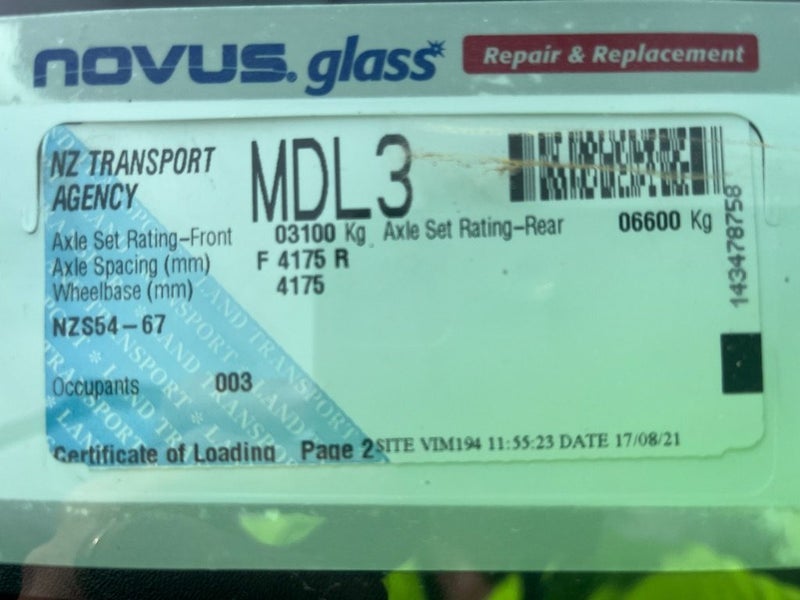 novus. glass
Repair & Replacement
NZ TRANSPORT AGENCY
MDL3
Axle Set Rating-Front 03100 Kg Axle Set Rating-Rear 06600 Kg
Axle Spacing (mm) F 4175 R
Wheelbase (mm) 4175
NZS54-67
143478758
Occupants 003
Certificate of Loading Page 2 SITE VIM194 11:55:23 DATE 17/08/21